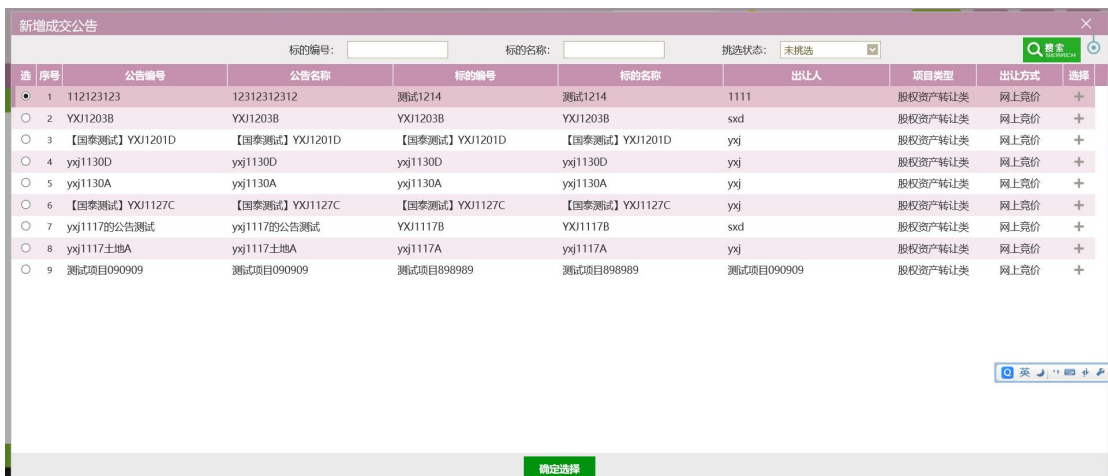 新增成交公告
标的编号: 标的名称: 挑选状态: 未挑选 搜索 SEARCH
选 序号 公告编号 公告名称 标的编号 标的名称 出让人 项目类型 出让方式 选择
1 112123123 12312312312 测试1214 测试1214 1111 股权资产转让类 网上竞价
2 YXJ1203B YXJ1203B YXJ1203B YXJ1203B sxd 股权资产转让类 网上竞价
3 【国泰测试】YXJ1201D 【国泰测试】YXJ1201D 【国泰测试】YXJ1201D 【国泰测试】YXJ1201D yxj 股权资产转让类 网上竞价
4 yxj1130D yxj1130D yxj1130D yxj1130D yxj 股权资产转让类 网上竞价
5 yxj1130A yxj1130A yxj1130A yxj1130A yxj 股权资产转让类 网上竞价
6 【国泰测试】YXJ1127C 【国泰测试】YXJ1127C 【国泰测试】YXJ1127C 【国泰测试】YXJ1127C yxj 股权资产转让类 网上竞价
7 yxj1117的公告测试 yxj1117的公告测试 YXJ1117B YXJ1117B sxd 股权资产转让类 网上竞价
8 yxj1117土地A yxj1117土地A yxj1117A yxj1117A yxj 股权资产转让类 网上竞价
9 测试项目090909 测试项目090909 测试项目898989 测试项目898989 测试项目090909 股权资产转让类 网上竞价
英
确定选择